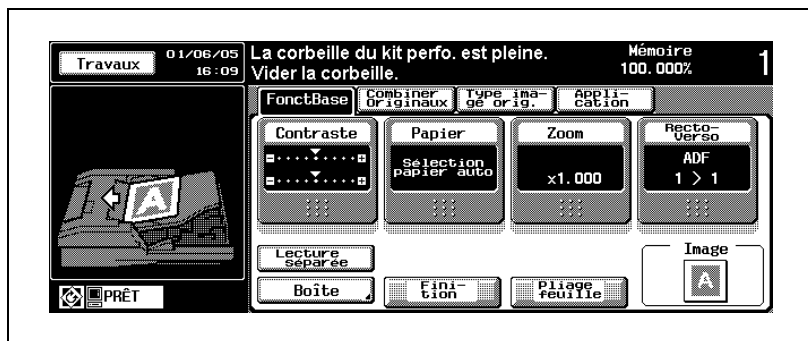 Travaux
01/06/05
16:09
La corbeille du kit perfo. est pleine.
Vider la corbeille.
Mémoire
100.000%
1
FonctBase
Combiner
Originaux
Type ima-
ge orig.
Appli-
cation
Contraste
Papier
Sélection
papier auto
Zoom
x1.000
Recto-
Verso
ADF
1 > 1
A
Lecture
séparée
Boîte
Fini-
tion
Pliage
feuille
Image
A
PRÊT